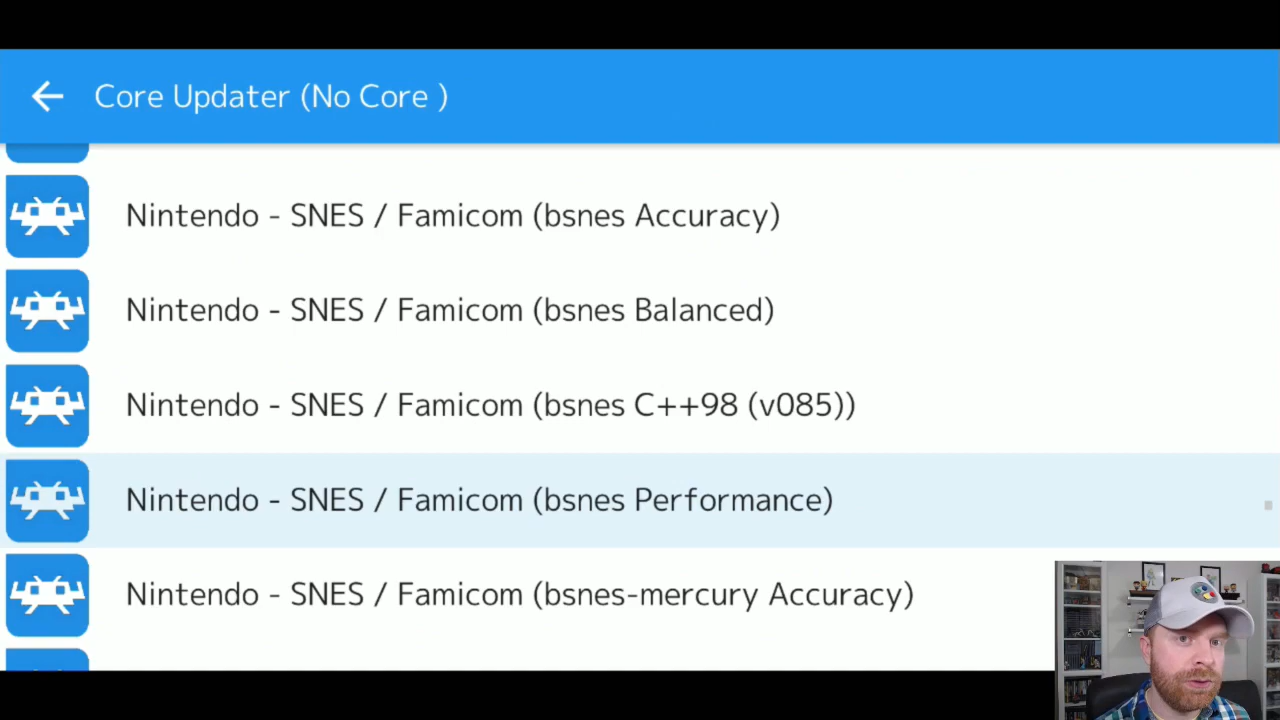 Core Updater (No Core )
Nintendo - SNES / Famicom (bsnes Accuracy)
Nintendo - SNES / Famicom (bsnes Balanced)
Nintendo - SNES / Famicom (bsnes C++98 (v085))
Nintendo - SNES / Famicom (bsnes Performance)
Nintendo - SNES / Famicom (bsnes-mercury Accuracy)